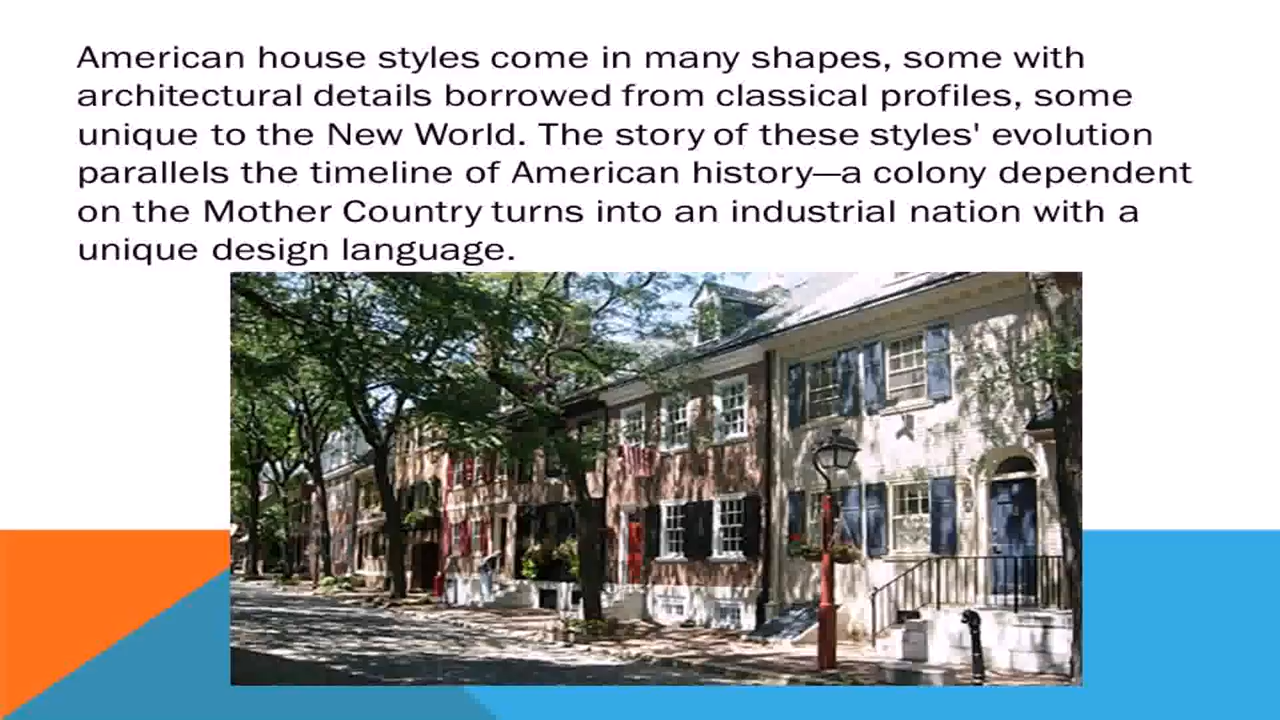 American house styles come in many shapes, some with
architectural details borrowed from classical profiles, some
unique to the New World. The story of these styles' evolution
parallels the timeline of American history—a colony dependent
on the Mother Country turns into an industrial nation with a
unique design language.